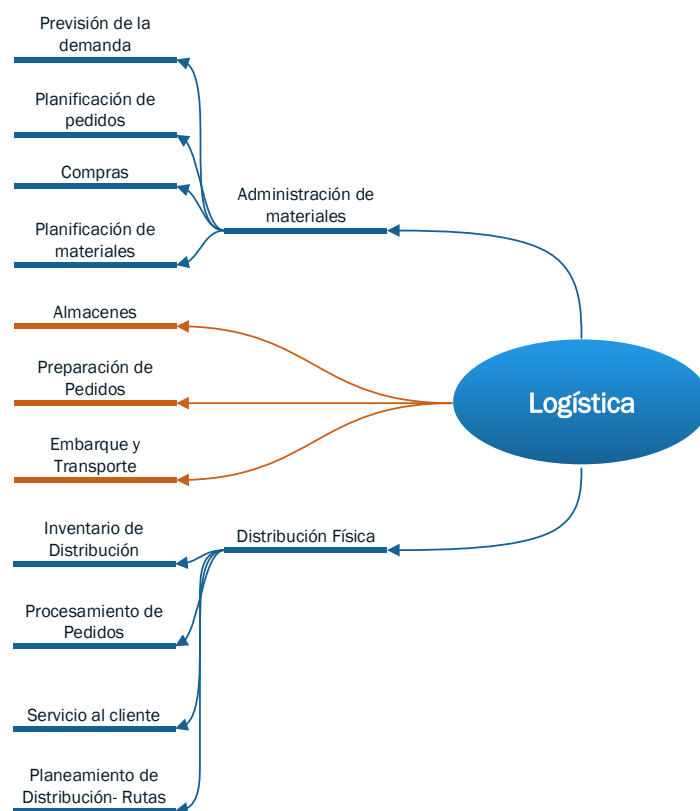 Previsión de la
demanda
Planificación de
pedidos
Compras
Planificación de
materiales
Administración de
materiales
Almacenes
Preparación de
Pedidos
Embarque y
Transporte
Logística
Inventario de
Distribución
Distribución Física
Procesamiento de
Pedidos
Servicio al cliente
Planeamiento de
Distribución- Rutas